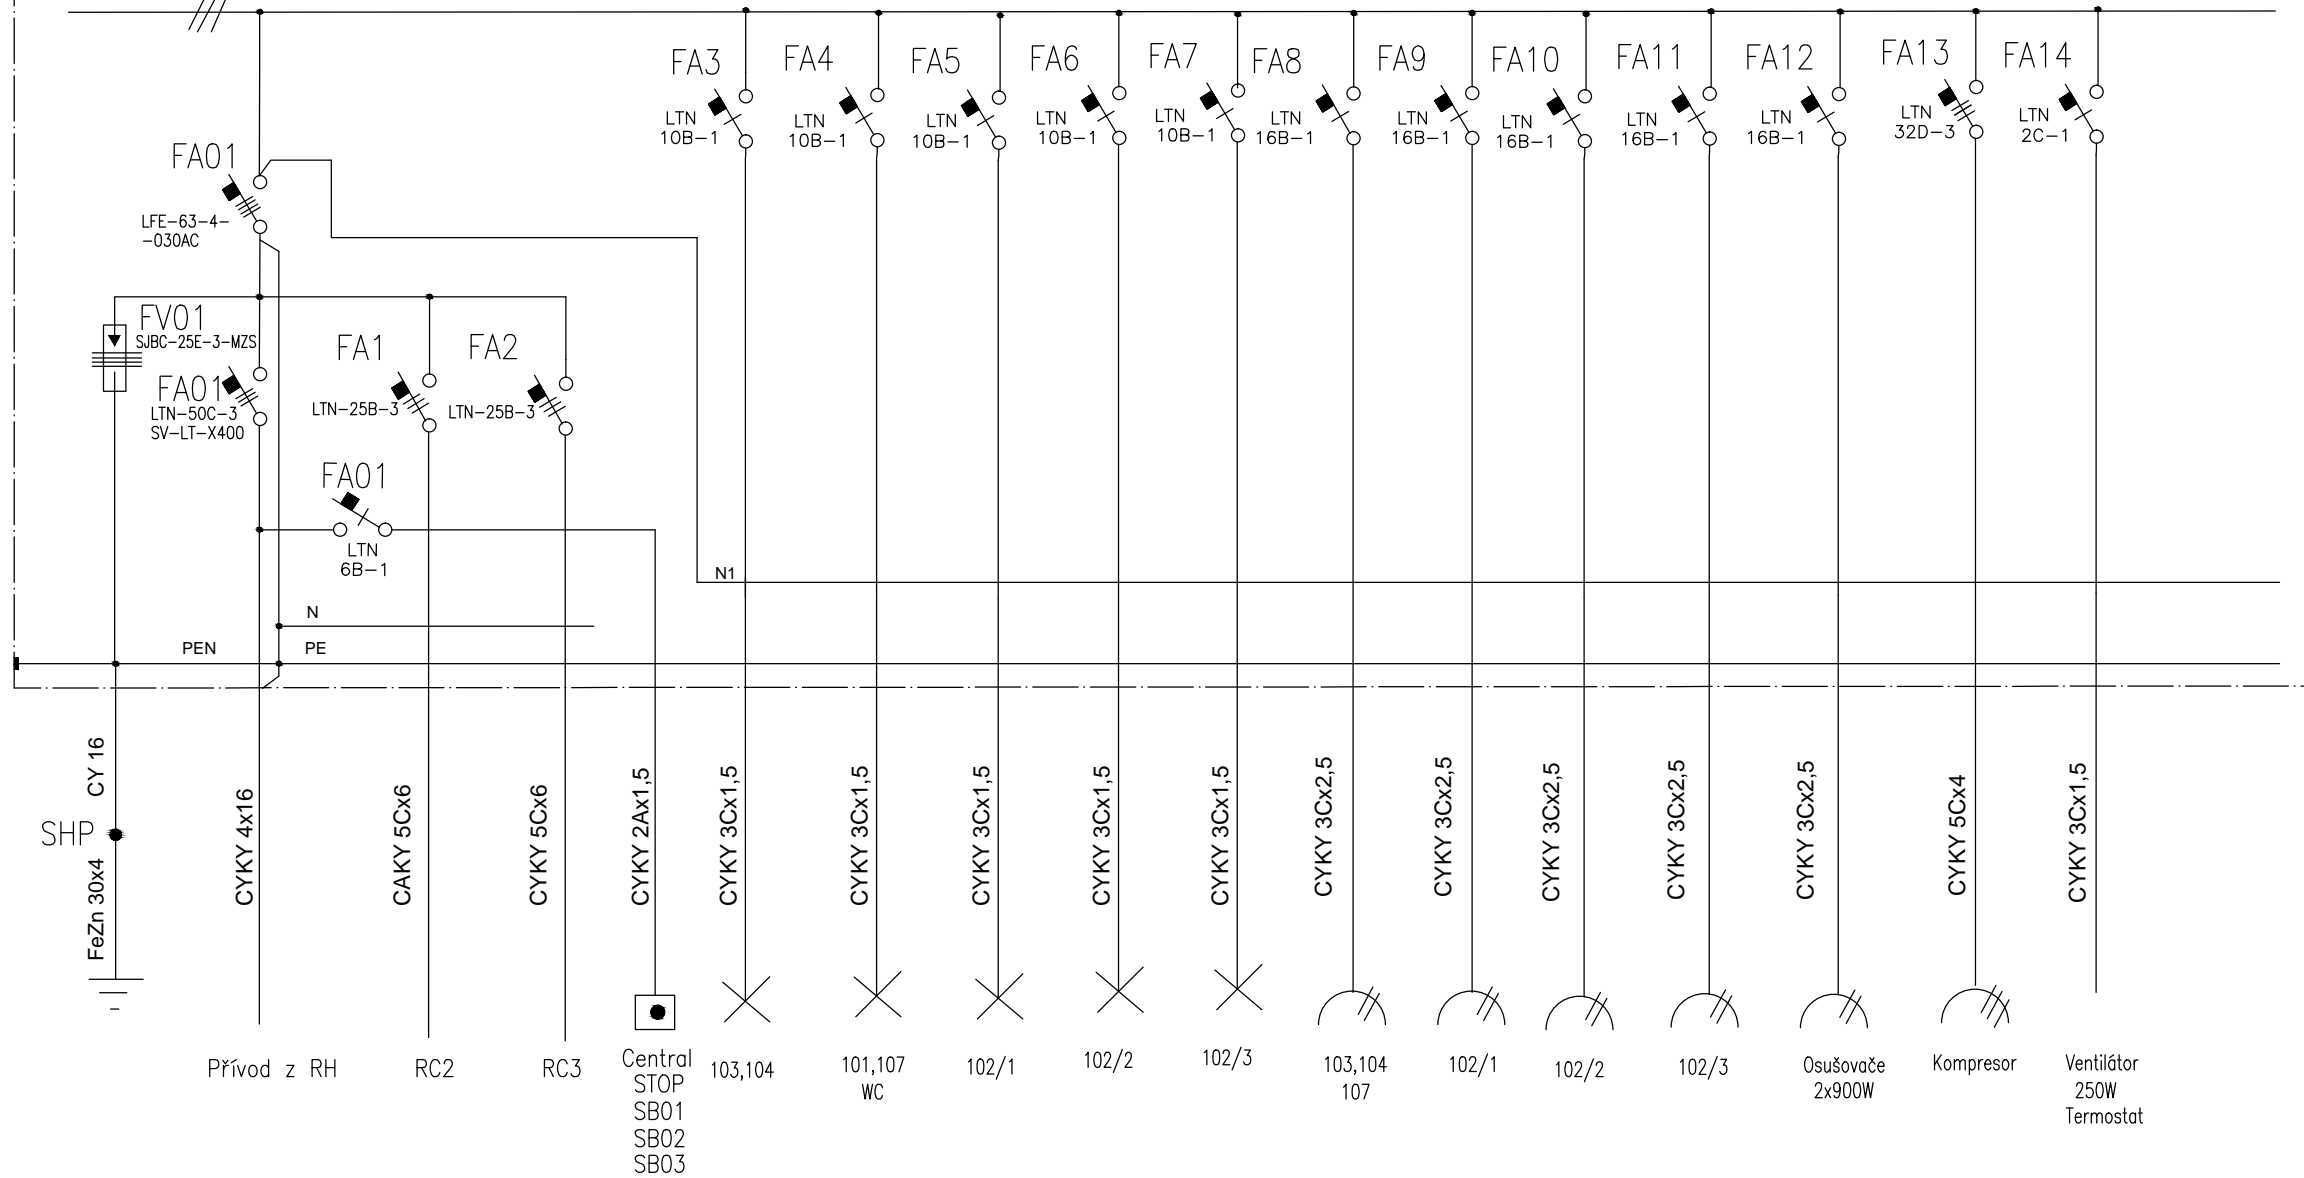 FA3
LTN
10B-1
FA4
LTN
10B-1
FA5
LTN
10B-1
FA6
LTN
10B-1
FA7
LTN
10B-1
FA8
LTN
16B-1
FA9
LTN
16B-1
FA10
LTN
16B-1
FA11
LTN
16B-1
FA12
LTN
16B-1
FA13
LTN
32D-3
FA14
LTN
2C-1
FA01
LFE-63-4-
-030AC
FV01
SJBC-25E-3-MZS
FA01
LTN-50C-3
SV-LT-X400
FA1
LTN-25B-3
FA2
LTN-25B-3
FA01
LTN
6B-1
N1
N
PEN
PE
CY 16
SHP
FeZn 30x4
CYKY 4x16
CAKY 5Cx6
CYKY 5Cx6
CYKY 2Ax1,5
CYKY 3Cx1,5
CYKY 3Cx1,5
CYKY 3Cx1,5
CYKY 3Cx1,5
CYKY 3Cx1,5
CYKY 3Cx2,5
CYKY 3Cx2,5
CYKY 3Cx2,5
CYKY 3Cx2,5
CYKY 3Cx2,5
CYKY 5Cx4
CYKY 3Cx1,5
Přívod z RH
RC2
RC3
Central
STOP
SB01
SB02
SB03
103,104
101,107
WC
102/1
102/2
102/3
103,104
107
102/1
102/2
102/3
Osušovače
2x900W
Kompresor
Ventilátor
250W
Termostat